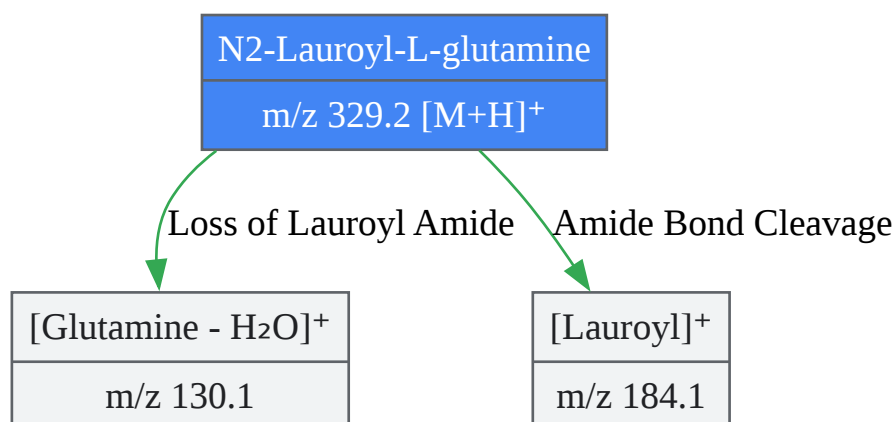 N2-Lauroyl-L-glutamine
m/z 329.2 [M+H]⁺
Loss of Lauroyl Amide
Amide Bond Cleavage
[Glutamine - H₂O]⁺
[Lauroyl]⁺
m/z 130.1
m/z 184.1